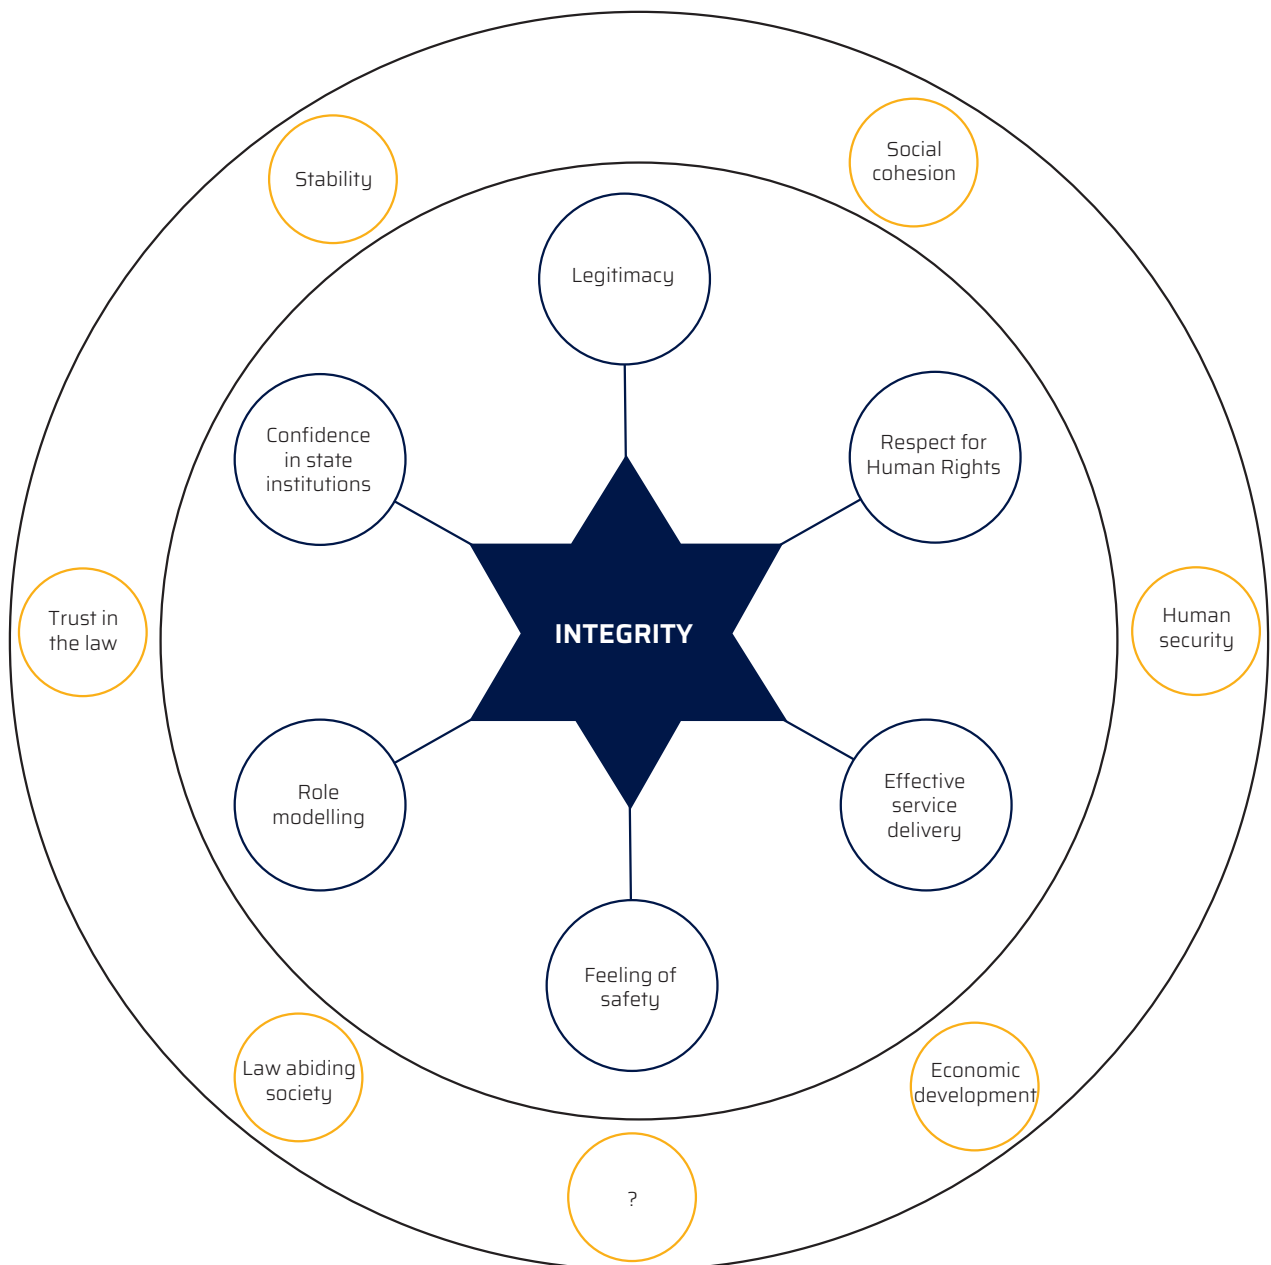 Social
cohesion
Stability
Legitimacy
Confidence
in state
institutions
Respect for
Human Rights
Trust in
the law
INTEGRITY
Human
security
Role
modelling
Effective
service
delivery
Feeling of
safety
Law abiding
society
Economic
development
?